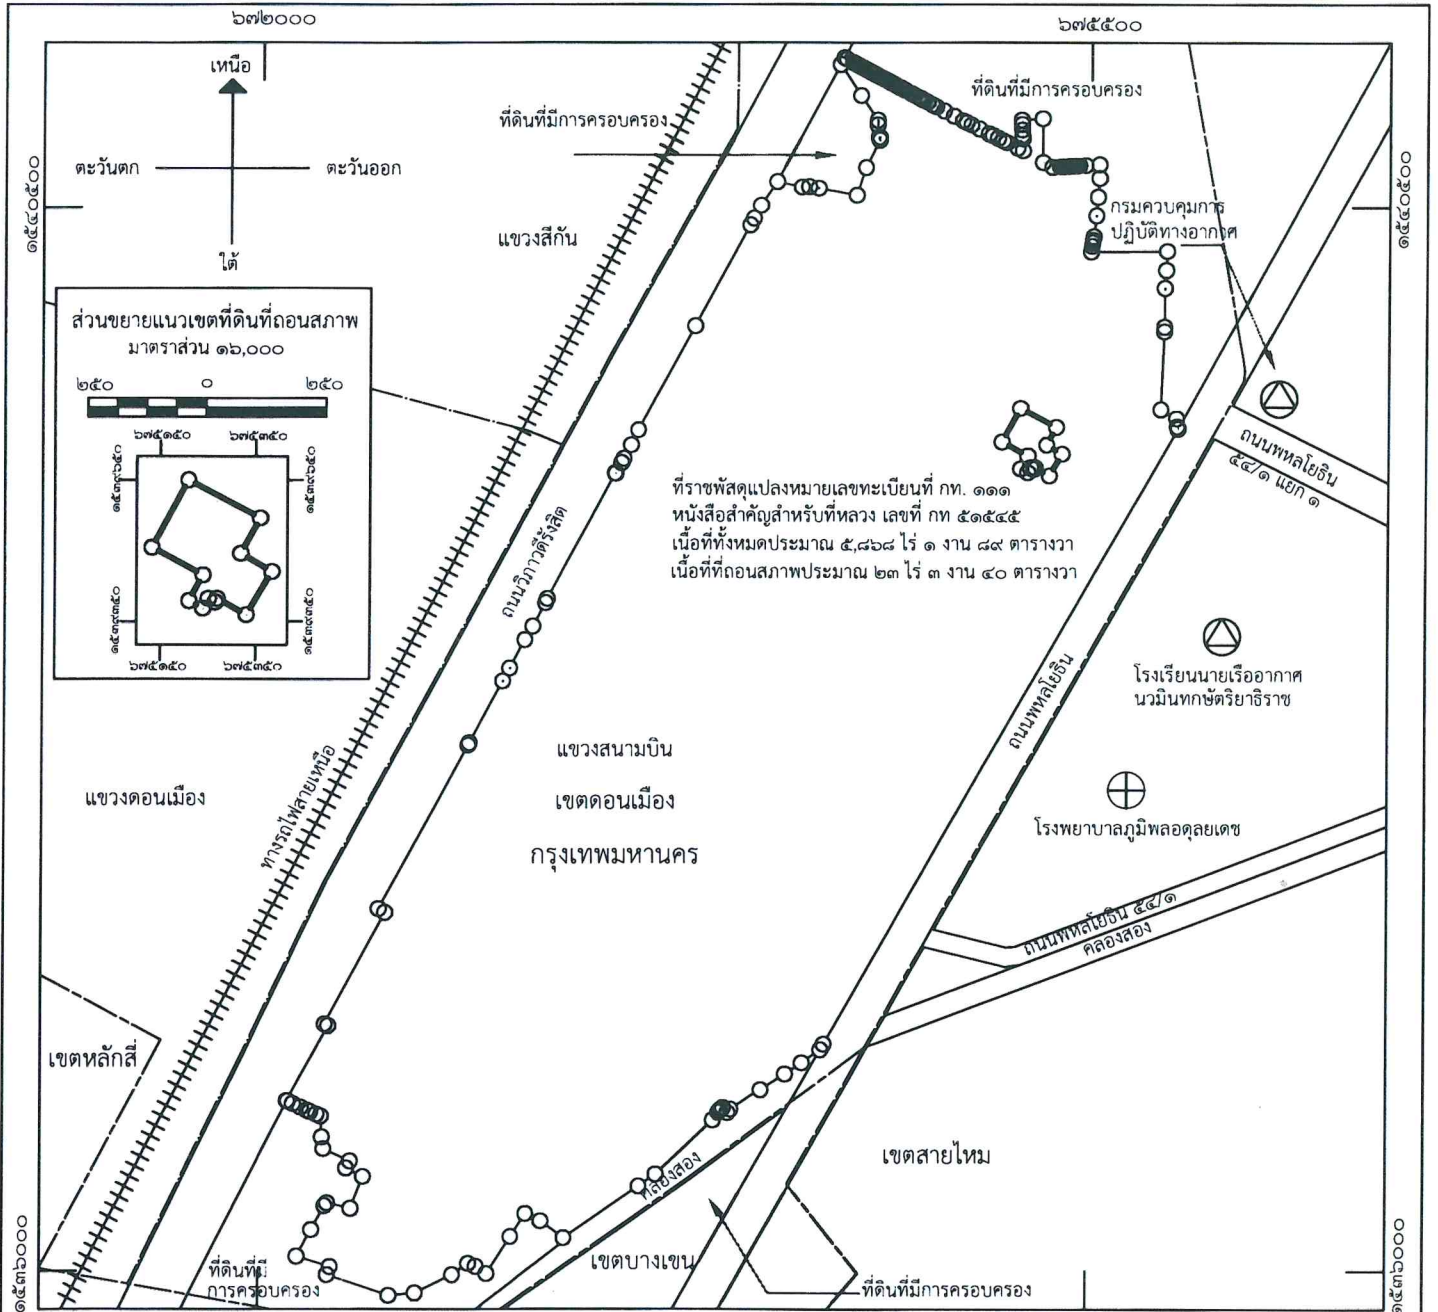 ๖๗๒๐๐๐
๖๗๕๕๐๐
เหนือ
ตะวันตก
ตะวันออก
ใต้
๑๕๔๐๕๐๐
๑๕๔๐๕๐๐
ที่ดินที่มีการครอบครอง
ที่ดินที่มีการครอบครอง
แขวงสีกัน
กรมควบคุมการ
ปฏิบัติทางอากาศ
ส่วนขยายแนวเขตที่ดินที่ถอนสภาพ
มาตราส่วน ๑๖,๐๐๐
๒๕๐
๐
๒๕๐
๖๗๕๑๕๐
๖๗๕๓๕๐
๑๕๓๙๖๕๐
๑๕๓๙๖๕๐
๑๕๓๙๓๕๐
๑๕๓๙๓๕๐
๖๗๕๑๕๐
๖๗๕๓๕๐
ถนนพหลโยธิน
๕๔/๑ แยก ๑
ที่ราชพัสดุแปลงหมายเลขทะเบียนที่ กท. ๑๑๑
หนังสือสำคัญสำหรับที่หลวง เลขที่ กท ๕๑๕๔๕
เนื้อที่ทั้งหมดประมาณ ๕,๘๖๘ ไร่ ๑ งาน ๘๙ ตารางวา
เนื้อที่ที่ถอนสภาพประมาณ ๒๓ ไร่ ๓ งาน ๔๐ ตารางวา
ถนนวิภาวดีรังสิต
โรงเรียนนายเรืออากาศ
นวมินทกษัตริยาธิราช
ถนนพหลโยธิน
ทางรถไฟสายเหนือ
แขวงดอนเมือง
แขวงสนามบิน
เขตดอนเมือง
กรุงเทพมหานคร
โรงพยาบาลภูมิพลอดุลยเดช
ถนนพหลโยธิน ๕๔/๑
คลองสอง
เขตหลักสี่
คลองสอง
เขตสายไหม
เขตบางเขน
ที่ดินที่มี
การครอบครอง
ที่ดินที่มีการครอบครอง
๑๕๓๖๐๐๐
๑๕๓๖๐๐๐